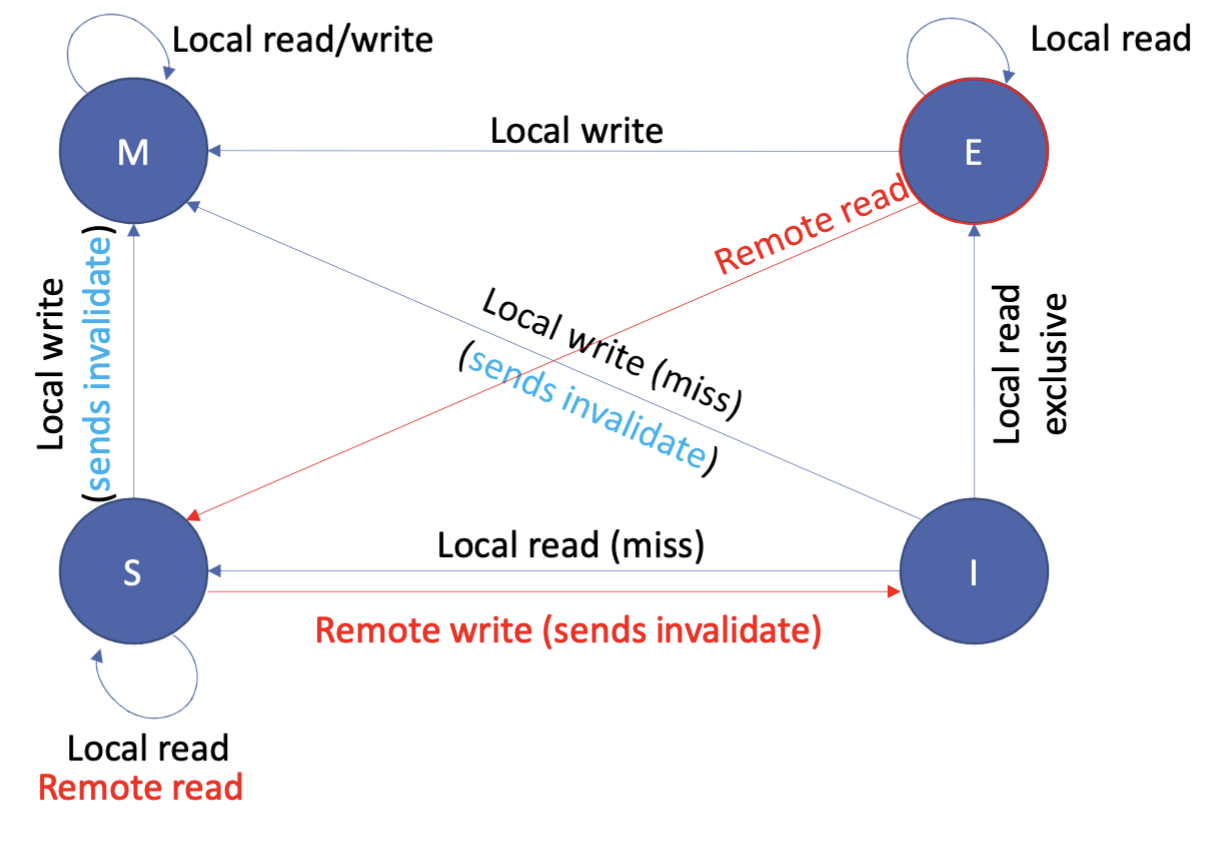 Local read/write
Local read
M
Local write
E
Remote read
Local write
(sends invalidate)
Local write (miss)
(sends invalidate)
Local read
exclusive
S
Local read (miss)
I
Remote write (sends invalidate)
Local read
Remote read